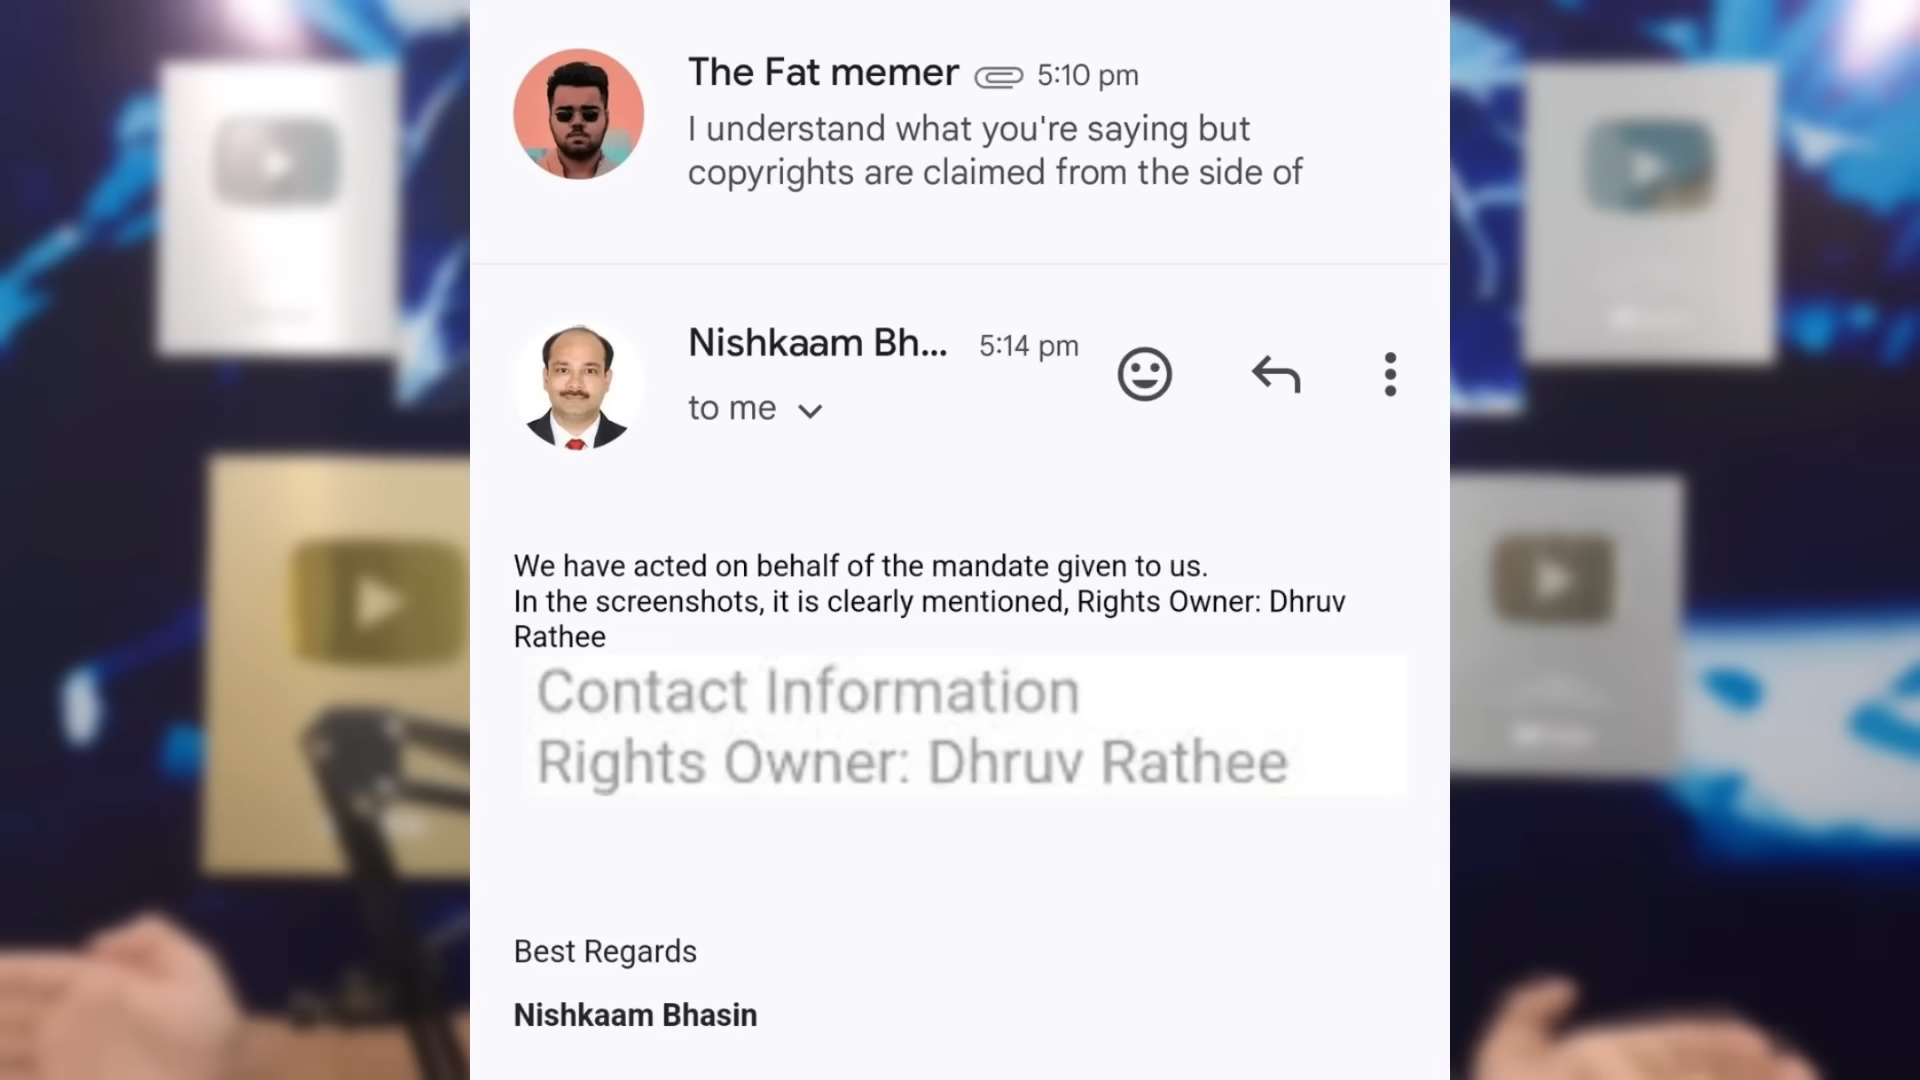 The Fat memer 5:10 pm
I understand what you're saying but
copyrights are claimed from the side of
Nishkaam Bh... 5:14 pm
to me
We have acted on behalf of the mandate given to us.
In the screenshots, it is clearly mentioned, Rights Owner: Dhruv
Rathee
Contact Information
Rights Owner: Dhruv Rathee
Best Regards
Nishkaam Bhasin